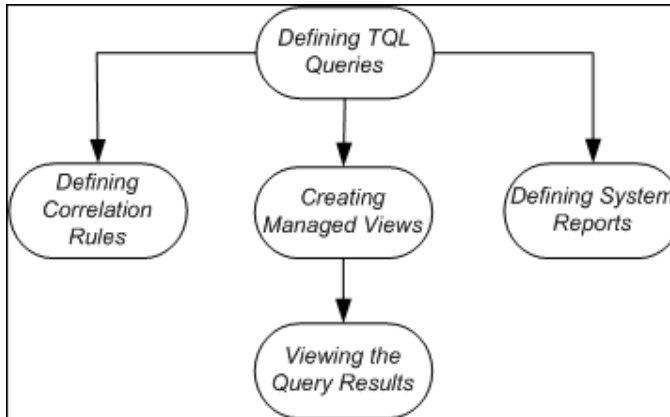 Defining TQL
Queries
Defining
Correlation
Rules
Creating
Managed Views
Defining System
Reports
Viewing the
Query Results